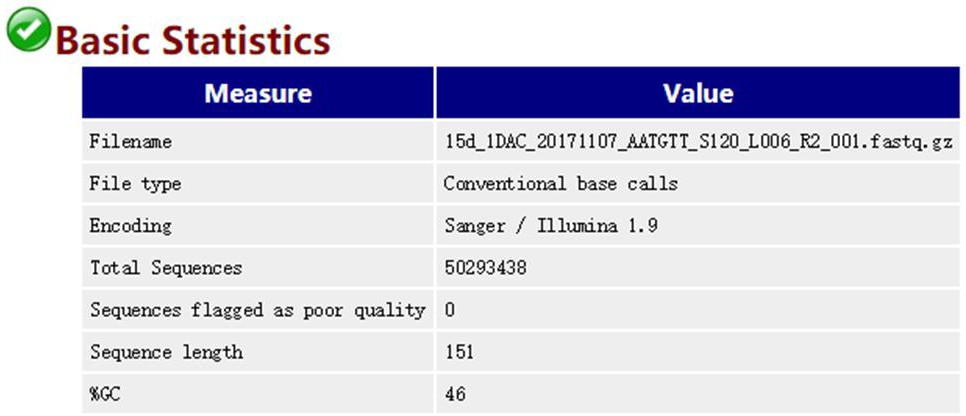 Basic Statistics
Measure Value
Filename 15d_1DAC_20171107_AATGTT_S120_L006_R2_001.fastq.gz
File type Conventional base calls
Encoding Sanger / Illumina 1.9
Total Sequences 50293438
Sequences flagged as poor quality 0
Sequence length 151
%GC 46